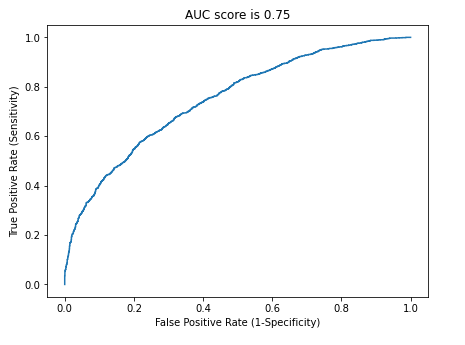 AUC score is 0.75
1.0
0.8
0.6
0.4
0.2
0.0
True Positive Rate (Sensitivity)
0.0 0.2 0.4 0.6 0.8 1.0
False Positive Rate (1-Specificity)